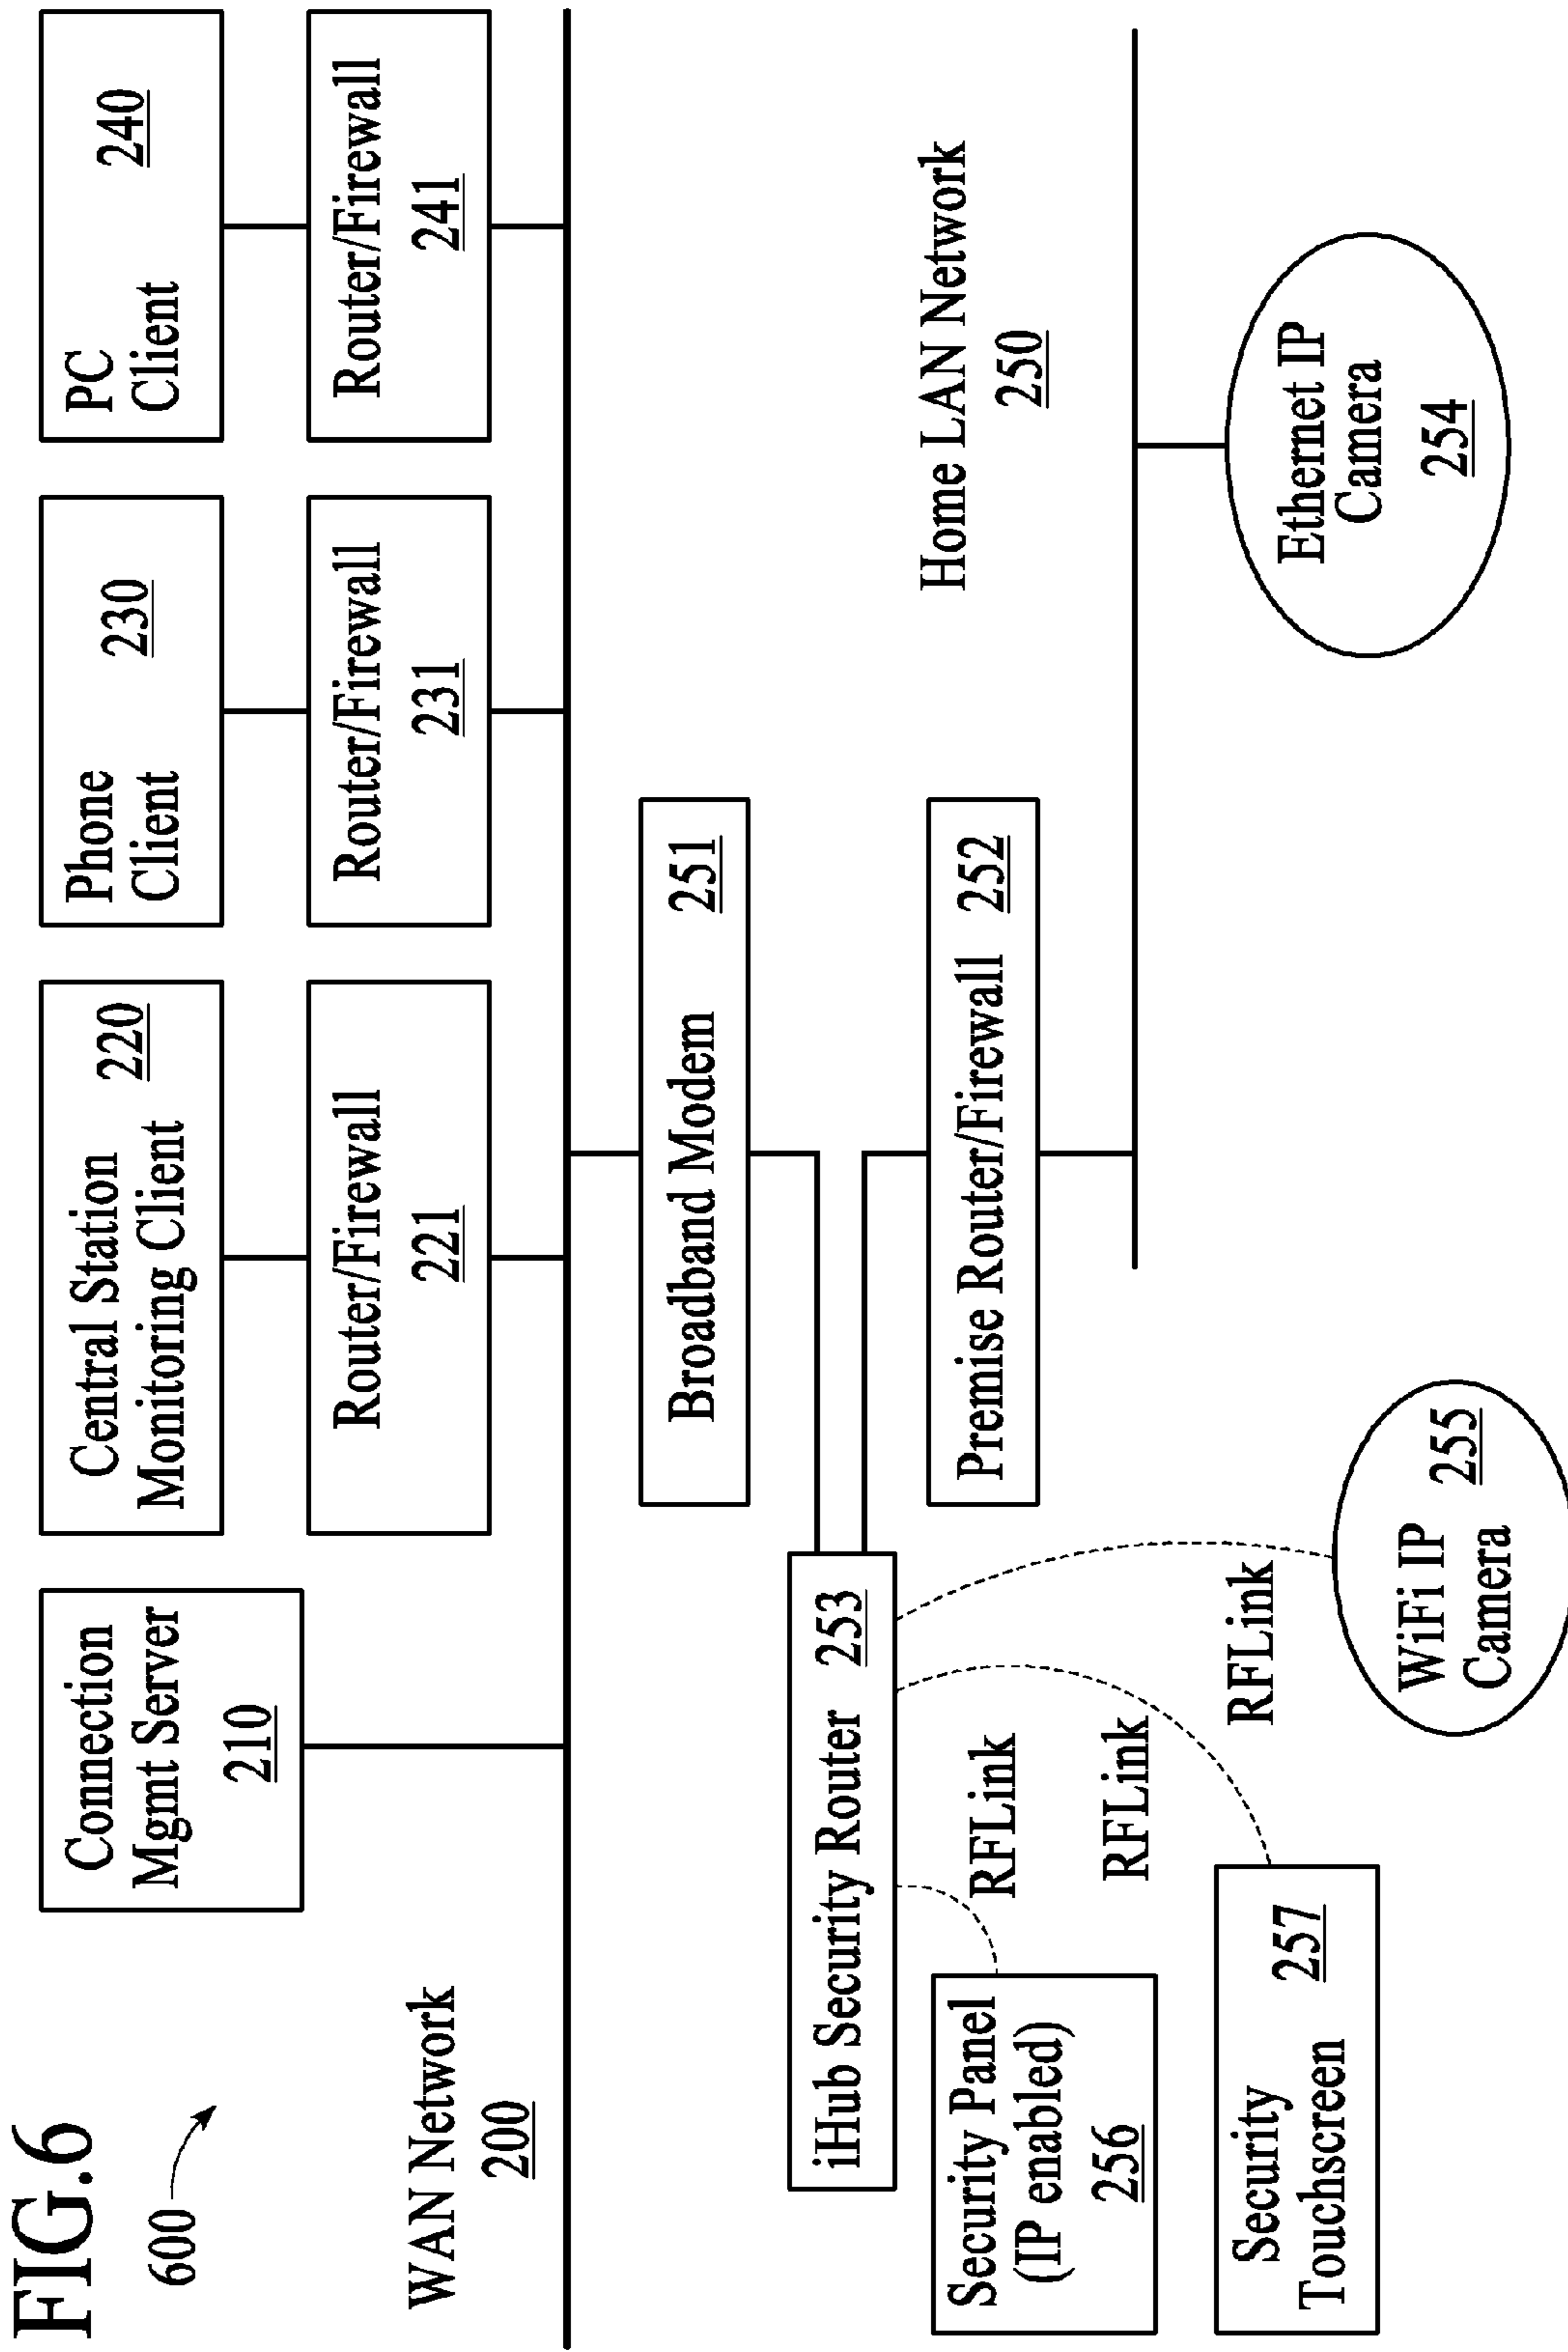 FIG.6
600
WAN Network
200
Connection
Mgmt Server
210
Central Station
Monitoring Client
220
Router/Firewall
221
Phone
Client
230
Router/Firewall
231
PC
Client
240
Router/Firewall
241
Broadband Modem 251
iHub Security Router 253
Premise Router/Firewall 252
Home LAN Network
250
RFLink
RFLink
RFLink
Security Panel
(IP enabled)
256
Security
Touchscreen
257
WiFi IP
Camera
255
Ethernet IP
Camera
254